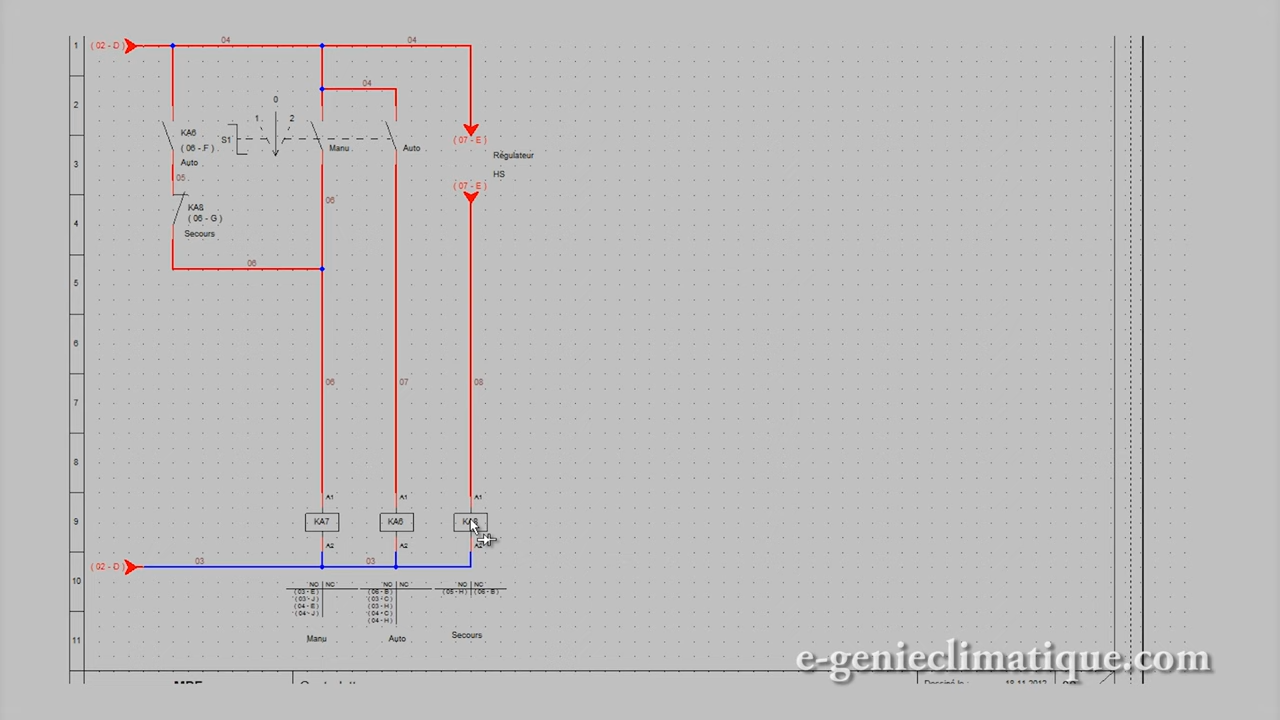 1
( 02 - D )
04
04
2
04
0
1
2
KA6
( 06 - F )
Auto
S1
Manu
Auto
( 07 - E )
Règulateur
HS
3
05
( 07 - E )
06
KA8
( 06 - G )
Secours
4
06
5
6
06
07
08
7
8
A1
A1
A1
9
KA7
KA6
A2
A2
( 02 - D )
03
03
10
NO NC
NO NC
NO NC
( 03 - E )
( 03 - J )
( 04 - E )
( 04 - J )
( 06 - B )
( 03 - C )
( 03 - H )
( 04 - C )
( 04 - H )
( 05 - H ) ( 06 - B )
11
Manu
Auto
Secours
e-genieclimatique.com